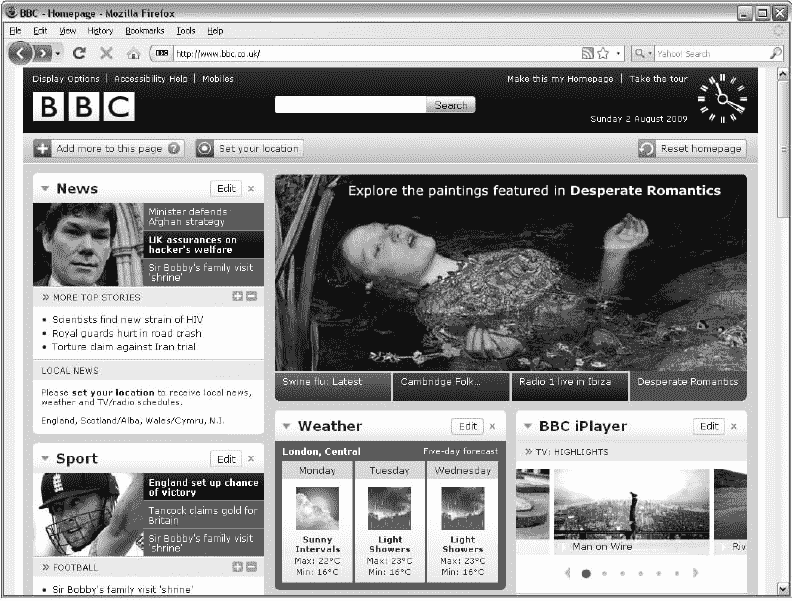 BBC - Homepage - Mozilla Firefox
File Edit View History Bookmarks Tools Help
http://www.bbc.co.uk/
Yahoo! Search
Display Options | Accessibility Help | Mobiles
Make this my Homepage | Take the tour
BBC
Search
Sunday 2 August 2009
Add more to this page ?
Set your location
Reset homepage
News
Edit
Minister defends
Afghan strategy
UK assurances on
hacker's welfare
Sir Bobby's family visit
'shrine'
MORE TOP STORIES
Scientists find new strain of HIV
Royal guards hurt in road crash
Torture claim against Iran trial
LOCAL NEWS
Please set your location to receive local news,
weather and TV/radio schedules.
England, Scotland/Alba, Wales/Cymru, N.I.
Sport
Edit
England set up chance
of victory
Tancock claims gold for
Britain
Sir Bobby's family visit
'shrine'
FOOTBALL
Sir Bobby's family visit 'shrine'
Explore the paintings featured in Desperate Romantics
Swine flu: Latest
Cambridge Folk...
Radio 1 live in Ibiza
Desperate Romantics
Weather
Edit
London, Central
Five-day forecast
Monday
Tuesday
Wednesday
Sunny
Intervals
Max: 22°C
Min: 16°C
Light
Showers
Max: 23°C
Min: 16°C
Light
Showers
Max: 23°C
Min: 16°C
BBC iPlayer
Edit
TV: HIGHLIGHTS
Man on Wire
Riv